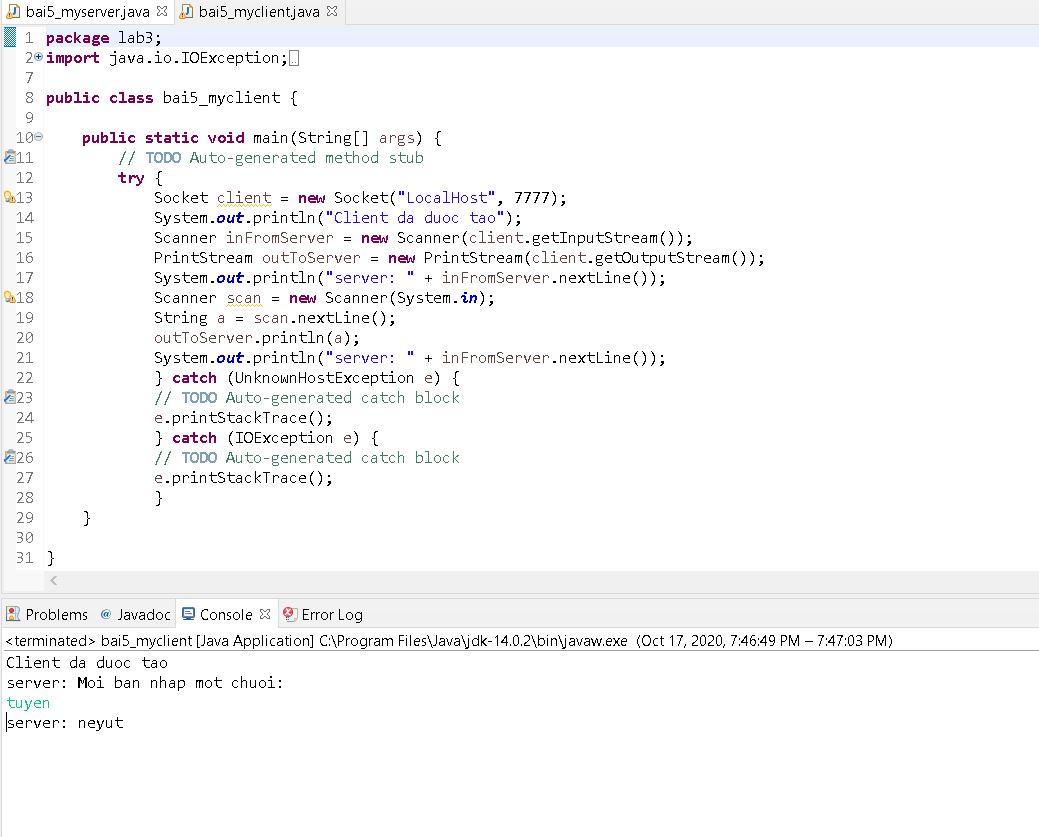 bai5_myserver.java bai5_myclient.java
1 package lab3;
2 import java.io.IOException;
7
8 public class bai5_myclient {
9
10 public static void main(String[] args) {
11 // TODO Auto-generated method stub
12 try {
13 Socket client = new Socket("LocalHost", 7777);
14 System.out.println("Client da duoc tao");
15 Scanner inFromServer = new Scanner(client.getInputStream());
16 PrintStream outToServer = new PrintStream(client.getOutputStream());
17 System.out.println("server: " + inFromServer.nextLine());
18 Scanner scan = new Scanner(System.in);
19 String a = scan.nextLine();
20 outToServer.println(a);
21 System.out.println("server: " + inFromServer.nextLine());
22 } catch (UnknownHostException e) {
23 // TODO Auto-generated catch block
24 e.printStackTrace();
25 } catch (IOException e) {
26 // TODO Auto-generated catch block
27 e.printStackTrace();
28 }
29 }
30
31 }
Problems @ Javadoc Console Error Log
<terminated> bai5_myclient [Java Application] C:\Program Files\Java\jdk-14.0.2\bin\javaw.exe (Oct 17, 2020, 7:46:49 PM – 7:47:03 PM)
Client da duoc tao
server: Moi ban nhap mot chuoi:
tuyen
server: neyut